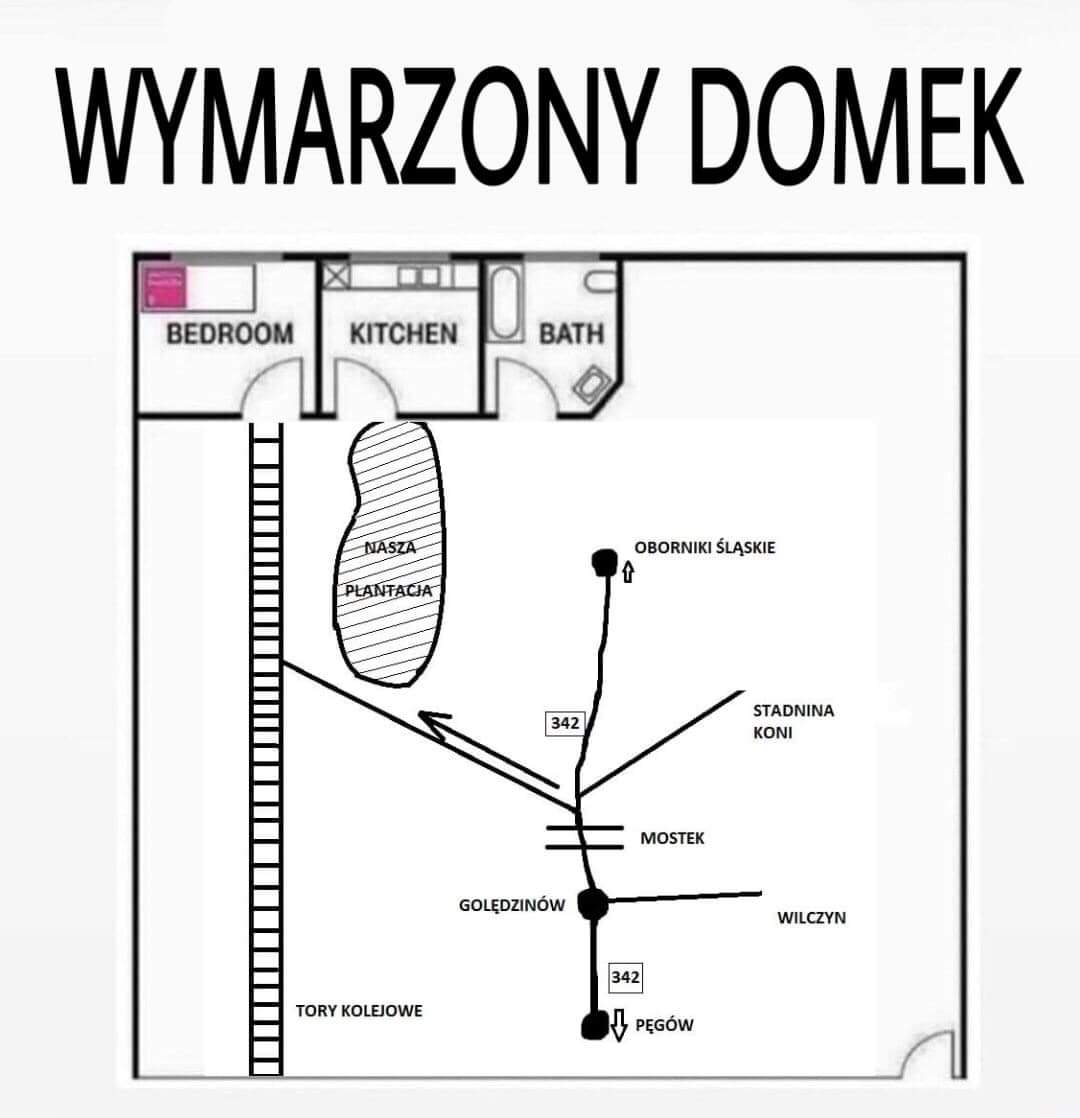 WYMARZONY DOMEK
BEDROOM
KITCHEN
BATH
NASZA
PLANTACJA
OBORNIKI ŚLĄSKIE
342
STADNINA
KONI
MOSTEK
GOLĘDZINÓW
WILCZYN
342
TORY KOLEJOWE
PĘGÓW